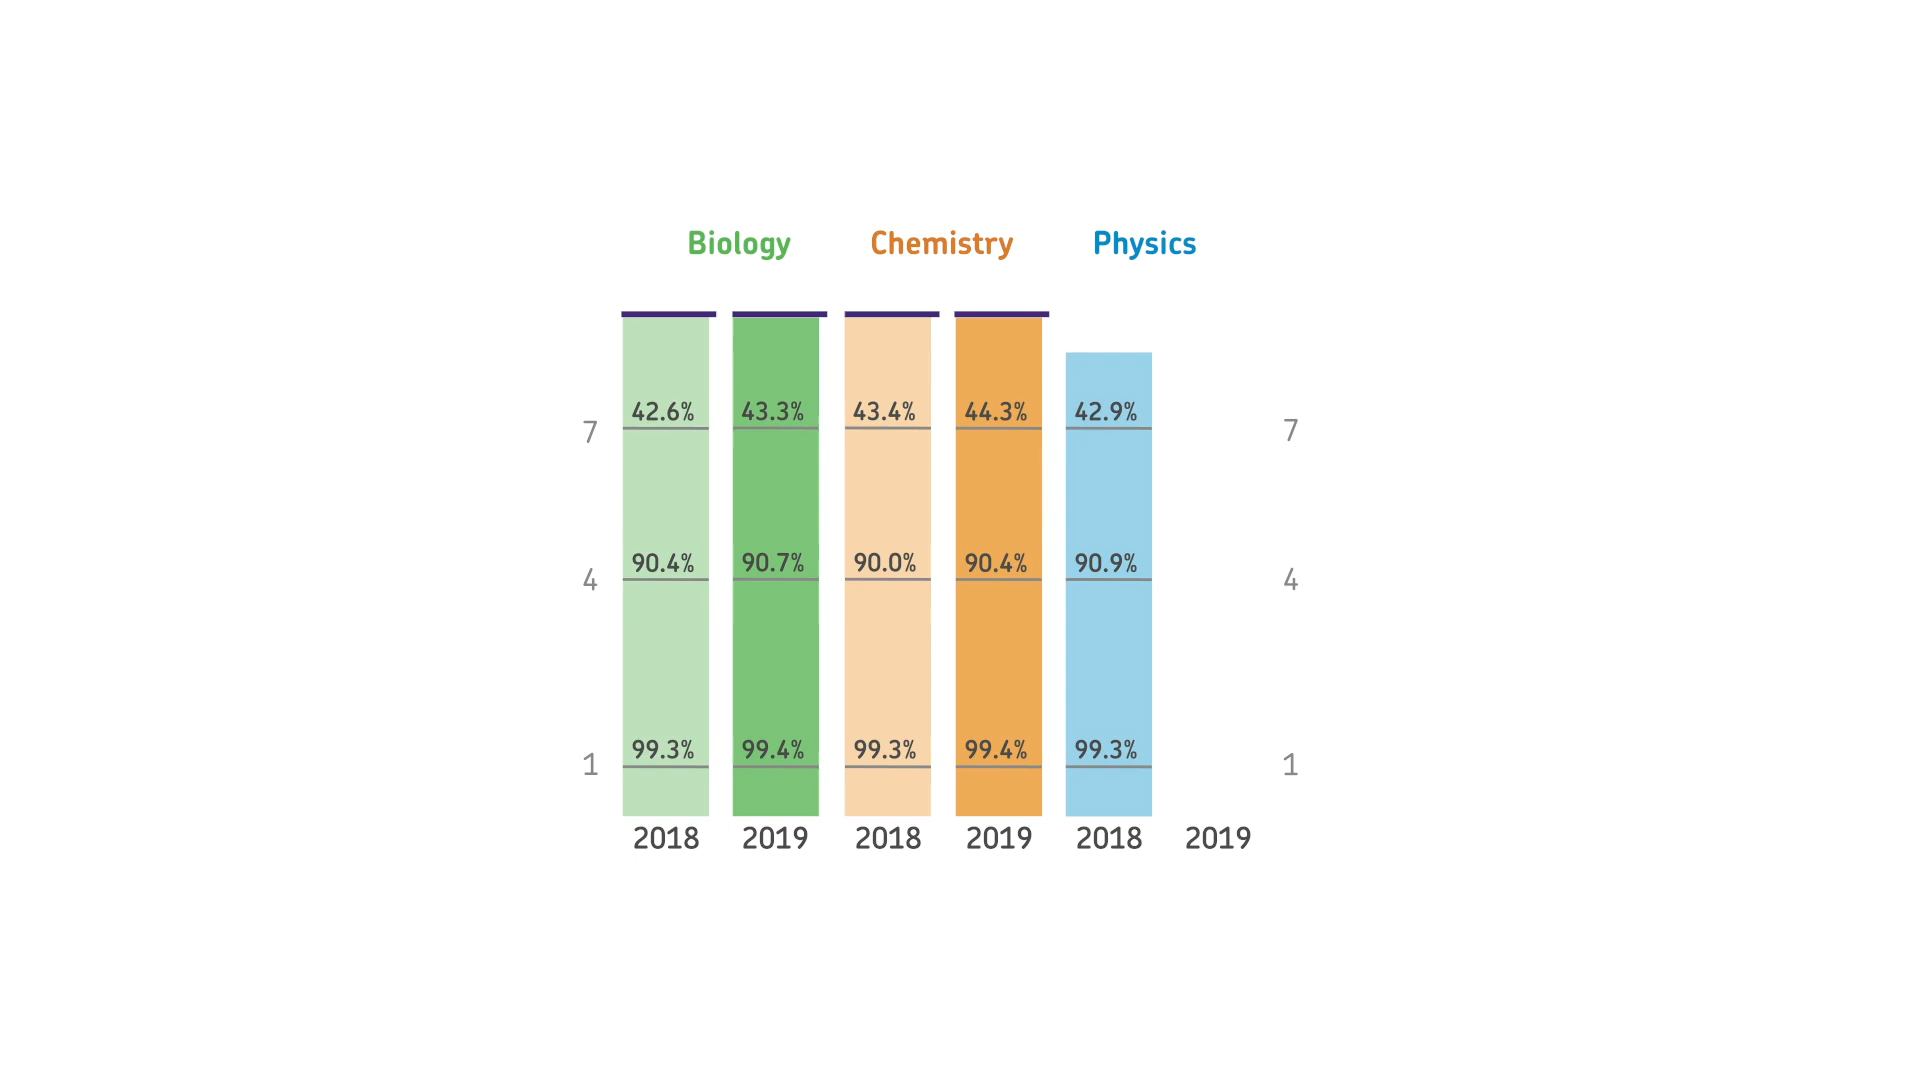 Biology Chemistry Physics
42.6% 43.3% 43.4% 44.3% 42.9%
7 7
90.4% 90.7% 90.0% 90.4% 90.9%
4 4
99.3% 99.4% 99.3% 99.4% 99.3%
1 1
2018 2019 2018 2019 2018 2019